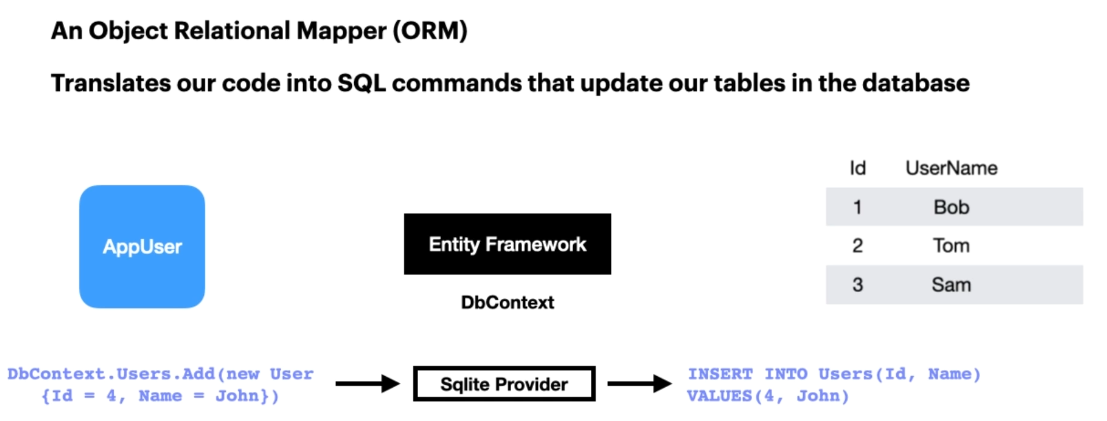 An Object Relational Mapper (ORM)
Translates our code into SQL commands that update our tables in the database
Id UserName
1 Bob
2 Tom
3 Sam
AppUser
Entity Framework
DbContext
DbContext.Users.Add(new User
{Id = 4, Name = John})
Sqlite Provider
INSERT INTO Users(Id, Name)
VALUES(4, John)